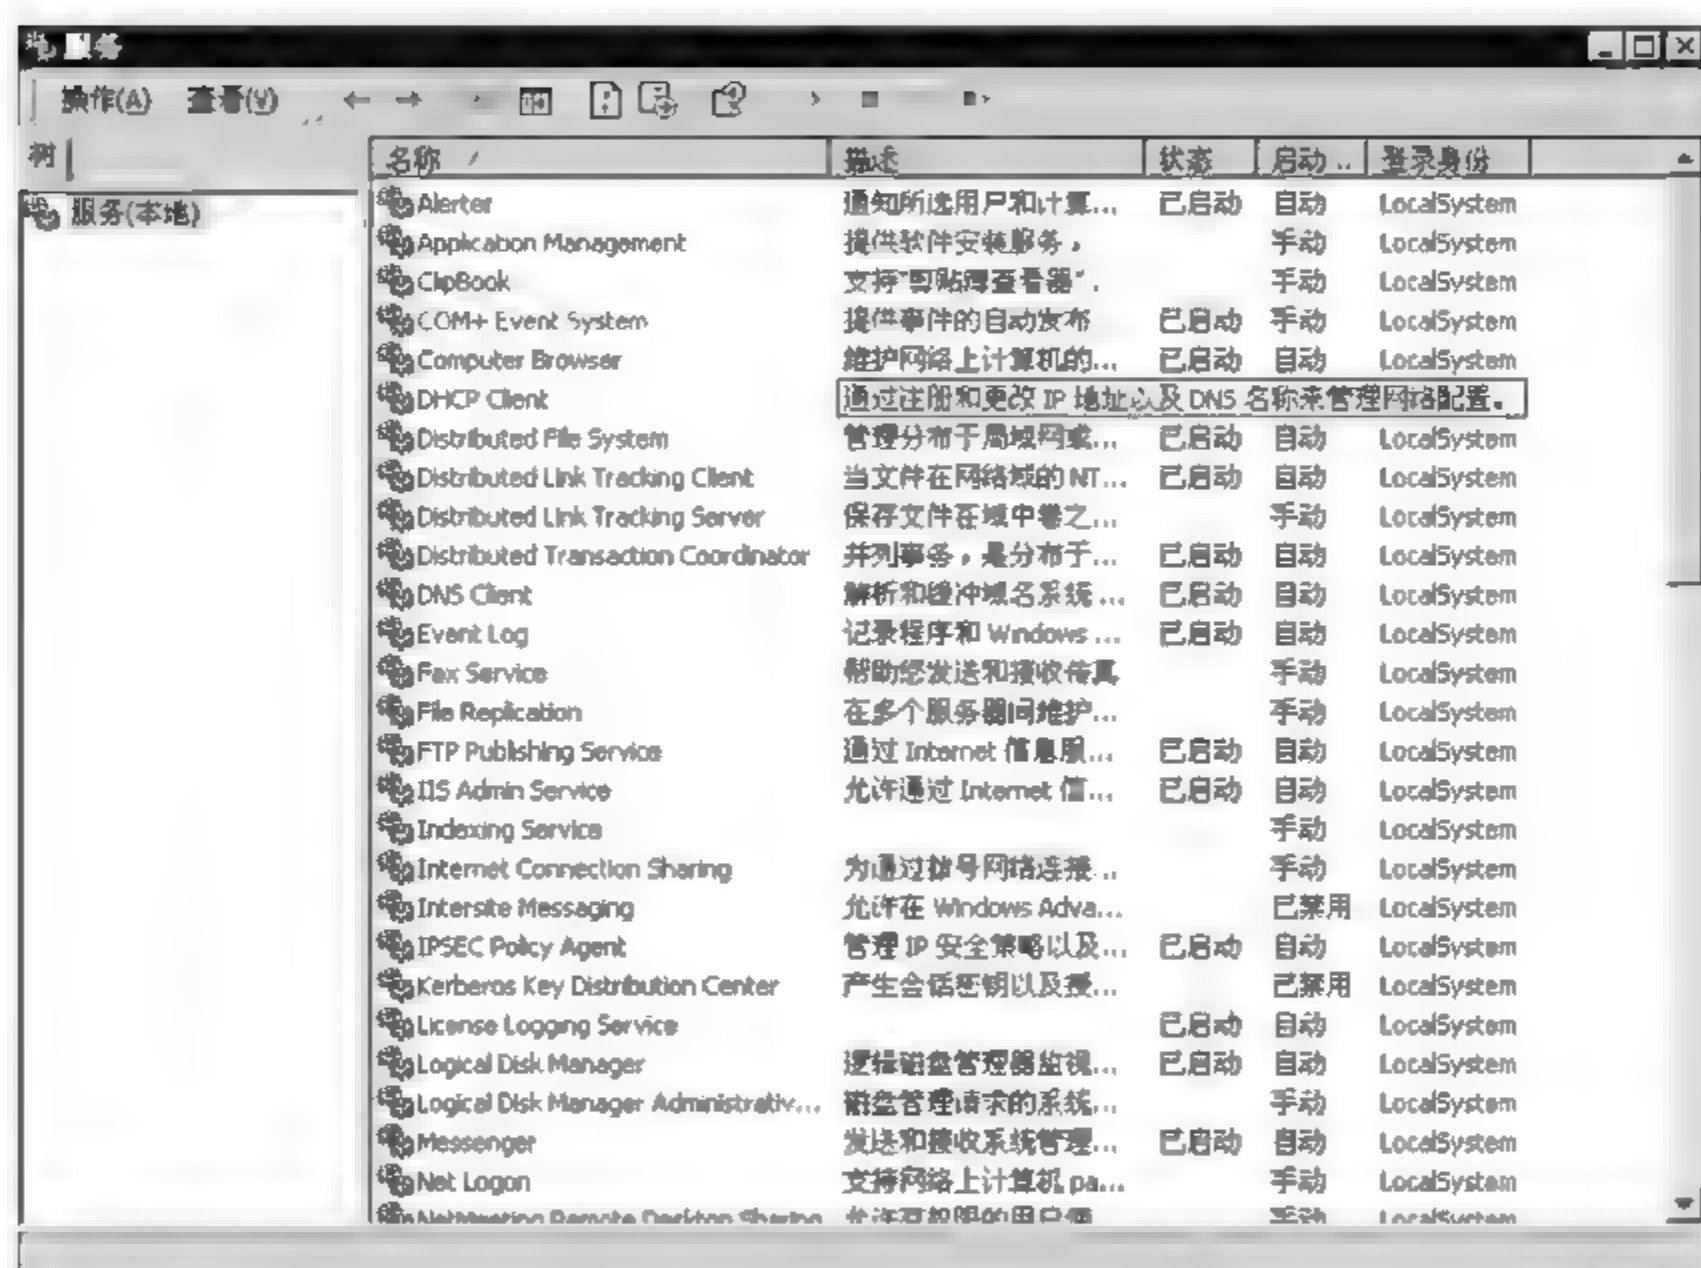 服务
操作(A) 查看(V)
树
名称 描述 状态 启动.. 登录身份
服务(本地)
Alerter 通知所选用户和计算... 已启动 自动 LocalSystem
Application Management 提供软件安装服务， 手动 LocalSystem
ClipBook 支持"剪贴簿查看器". 手动 LocalSystem
COM+ Event System 提供事件的自动发布 已启动 手动 LocalSystem
Computer Browser 维护网络上计算机的... 已启动 自动 LocalSystem
DHCP Client 通过注册和更改 IP 地址以及 DNS 名称来管理网络配置。
Distributed File System 管理分布于局域网或... 已启动 自动 LocalSystem
Distributed Link Tracking Client 当文件在网络域的 NT... 已启动 自动 LocalSystem
Distributed Link Tracking Server 保存文件在域中卷之... 手动 LocalSystem
Distributed Transaction Coordinator 并列事务，是分布于... 已启动 自动 LocalSystem
DNS Client 解析和缓冲域名系统 ... 已启动 自动 LocalSystem
Event Log 记录程序和 Windows ... 已启动 自动 LocalSystem
Fax Service 帮助您发送和接收传真 手动 LocalSystem
File Replication 在多个服务器间维护... 手动 LocalSystem
FTP Publishing Service 通过 Internet 信息服... 已启动 自动 LocalSystem
IIS Admin Service 允许通过 Internet 信... 已启动 自动 LocalSystem
Indexing Service 手动 LocalSystem
Internet Connection Sharing 为通过拨号网络连接... 手动 LocalSystem
Intersite Messaging 允许在 Windows Adva... 已禁用 LocalSystem
IPSEC Policy Agent 管理 IP 安全策略以及... 已启动 自动 LocalSystem
Kerberos Key Distribution Center 产生会话密钥以及授... 已禁用 LocalSystem
License Logging Service 已启动 自动 LocalSystem
Logical Disk Manager 逻辑磁盘管理器监视... 已启动 自动 LocalSystem
Logical Disk Manager Administrativ... 磁盘管理请求的系统... 手动 LocalSystem
Messenger 发送和接收系统管理... 已启动 自动 LocalSystem
Net Logon 支持网络上计算机 pa... 手动 LocalSystem
NetMeeting Remote Desktop Sharing 允许有权限的用户使 手动 LocalSystem